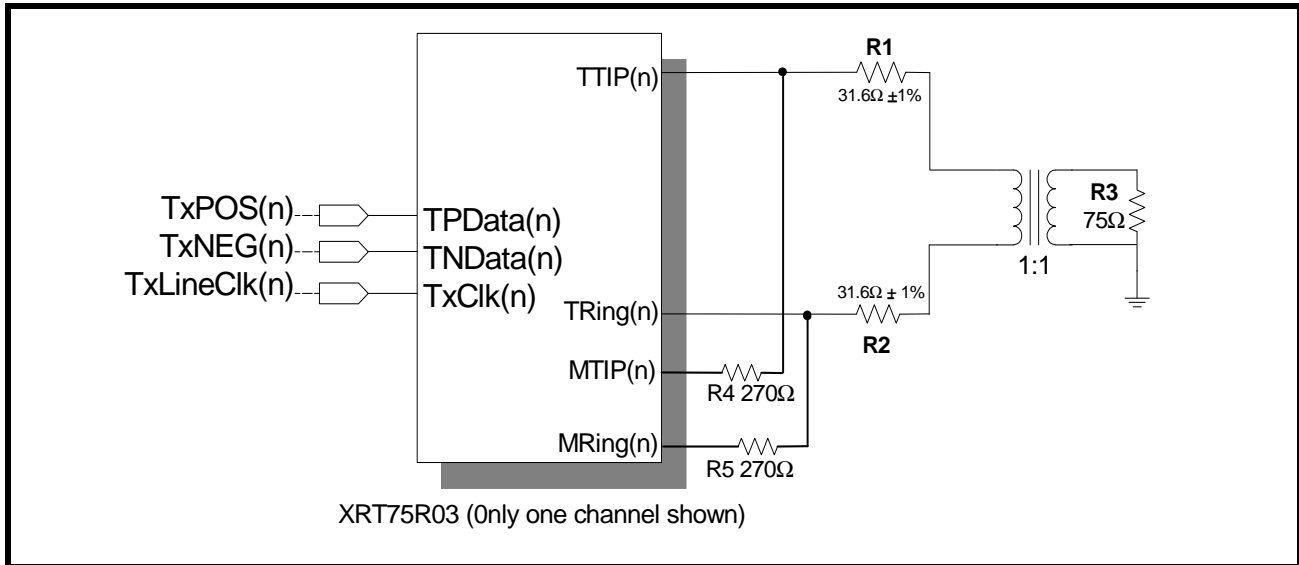 TTIP(n)
R1
31.6Ω ±1%
TxPOS(n)
TPData(n)
TxNEG(n)
TNData(n)
TxLineClk(n)
TxClk(n)
R3
75Ω
1:1
31.6Ω ± 1%
TRing(n)
R2
MTIP(n)
R4 270Ω
MRing(n)
R5 270Ω
XRT75R03 (0nly one channel shown)